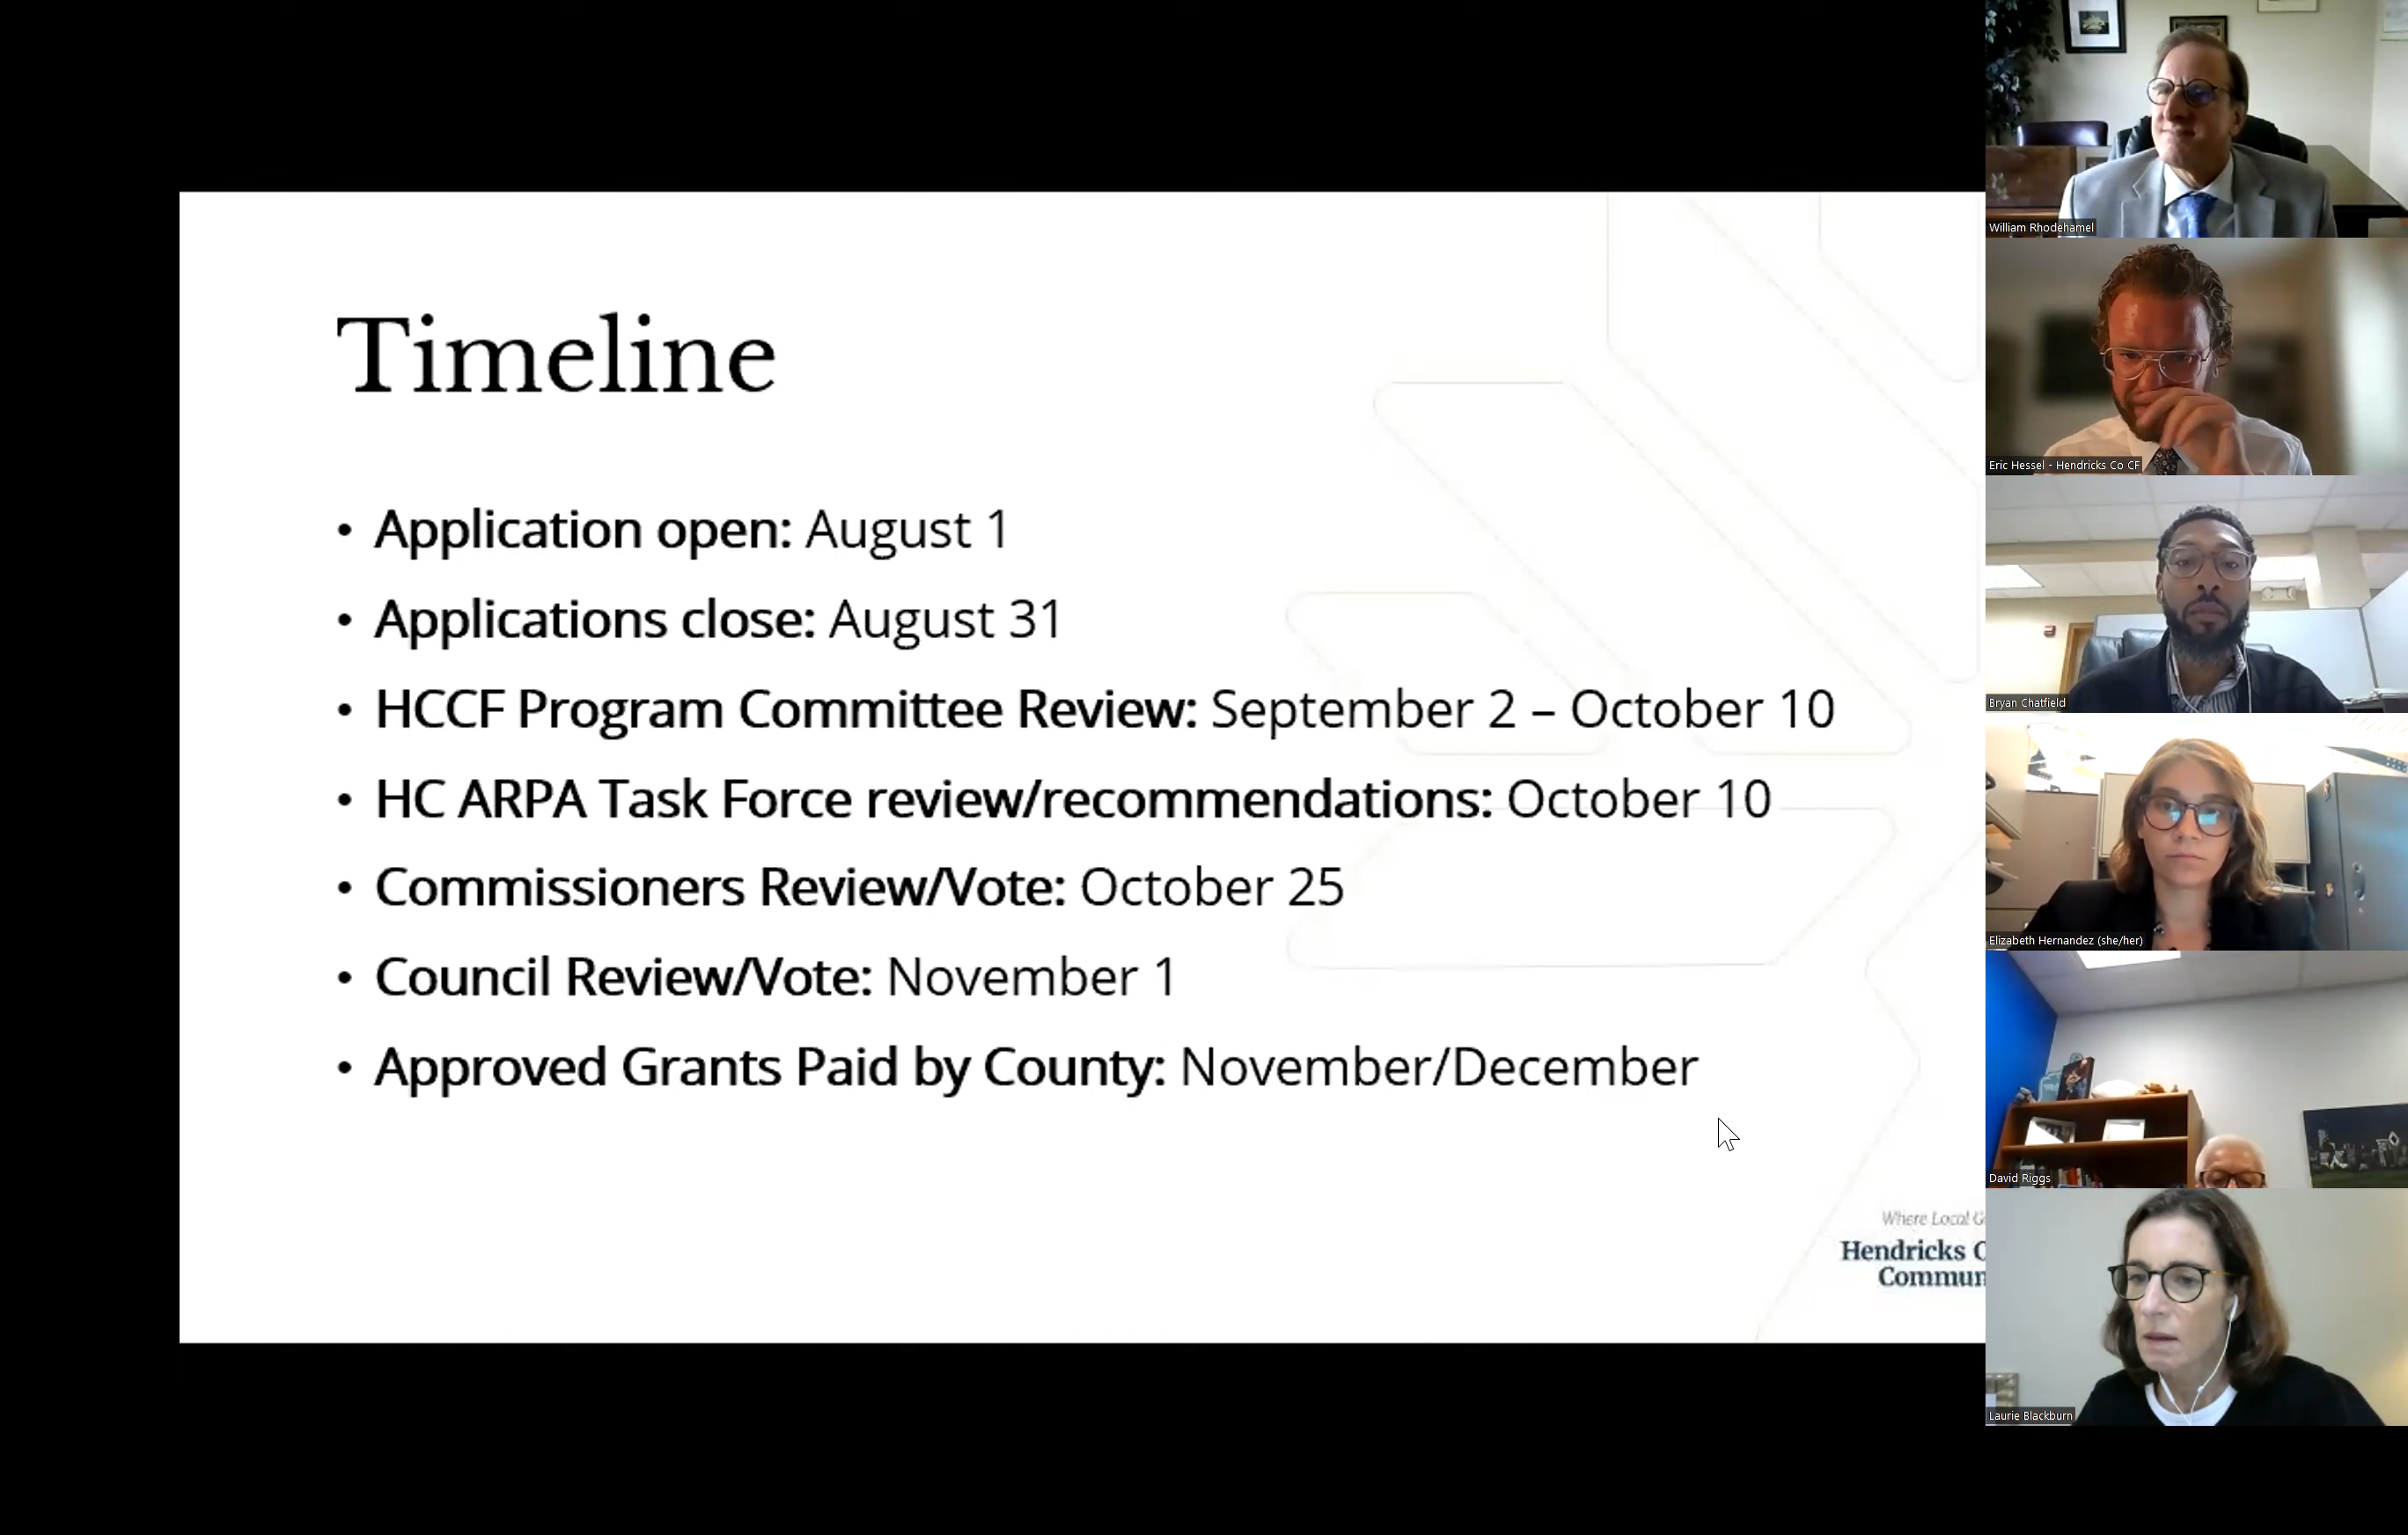 Timeline
• Application open: August 1
• Applications close: August 31
• HCCF Program Committee Review: September 2 – October 10
• HC ARPA Task Force review/recommendations: October 10
• Commissioners Review/Vote: October 25
• Council Review/Vote: November 1
• Approved Grants Paid by County: November/December
Where Local G
Hendricks C
Commun
William Rhodehamel
Eric Hessel - Hendricks Co CF
Bryan Chatfield
Elizabeth Hernandez (she/her)
David Riggs
Laurie Blackburn